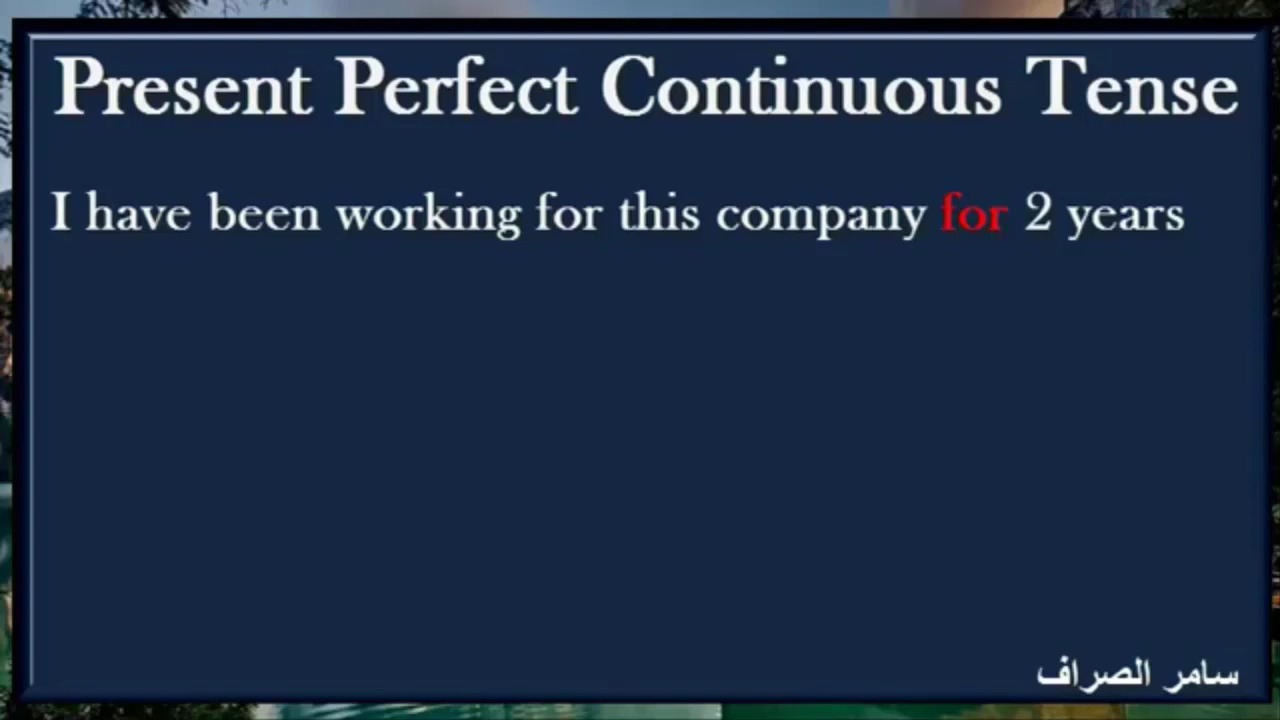 Present Perfect Continuous Tense
I have been working for this company for 2 years
سامر الصراف